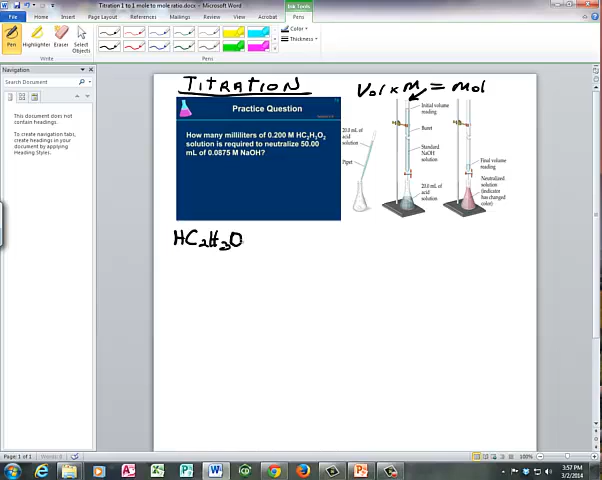 Titration 1 to 1 mole to mole ratio.docx - Microsoft Word
Ink Tools
File Home Insert Page Layout References Mailings Review View Acrobat Pens
Pen Highlighter Eraser Select Objects
Color
Thickness
Write
Pens
Navigation
Search Document
This document does not contain headings.
To create navigation tabs, create headings in your document by applying Heading Styles.
TITRATION
Vol × M = mol
Practice Question
How many milliliters of 0.200 M HC2H3O2
solution is required to neutralize 50.00
mL of 0.0875 M NaOH?
20.0 mL of acid solution
Pipet
Initial volume reading
Buret
Standard NaOH solution
20.0 mL of acid solution
Final volume reading
Neutralized solution (indicator has changed color)
HC2H3O
Page: 1 of 1
Words: 0
100%
3:57 PM
3/2/2014